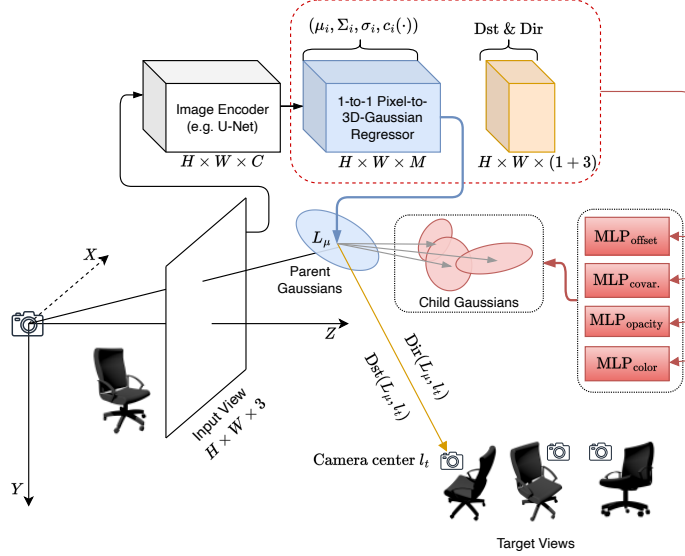 (μ_i, Σ_i, σ_i, c_i(·))
Dst & Dir
Image Encoder
(e.g. U-Net)
1-to-1 Pixel-to-
3D-Gaussian
Regressor
H × W × C
H × W × M
H × W × (1 + 3)
X
L_μ
Parent
Gaussians
Child Gaussians
MLP_offset
MLP_covar.
MLP_opacity
MLP_color
Z
Dir(L_μ, l_t)
Dst(L_μ, l_t)
Input View
H × W × 3
Y
Camera center l_t
Target Views